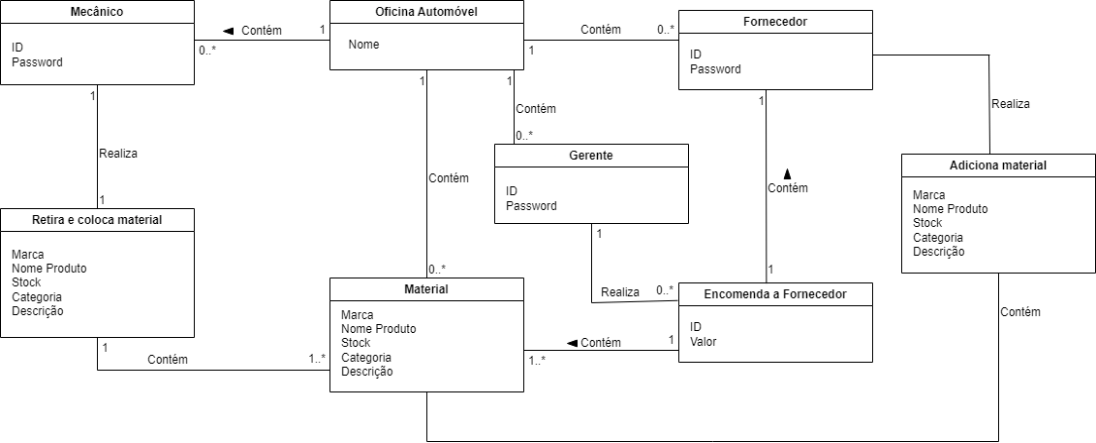 Mecânico
ID
Password
◄ Contém
0..*
1
Oficina Automóvel
Nome
Contém
1
0..*
Fornecedor
ID
Password
1
1
1
1
Contém
0..*
Realiza
1
Realiza
Contém
Gerente
ID
Password
1
Contém
Adiciona material
Marca
Nome Produto
Stock
Categoria
Descrição
Retira e coloca material
Marca
Nome Produto
Stock
Categoria
Descrição
1
0..*
Material
Marca
Nome Produto
Stock
Categoria
Descrição
Realiza
0..*
1
Encomenda a Fornecedor
ID
Valor
Contém
Contém
1..*
1..*
◄ Contém
1